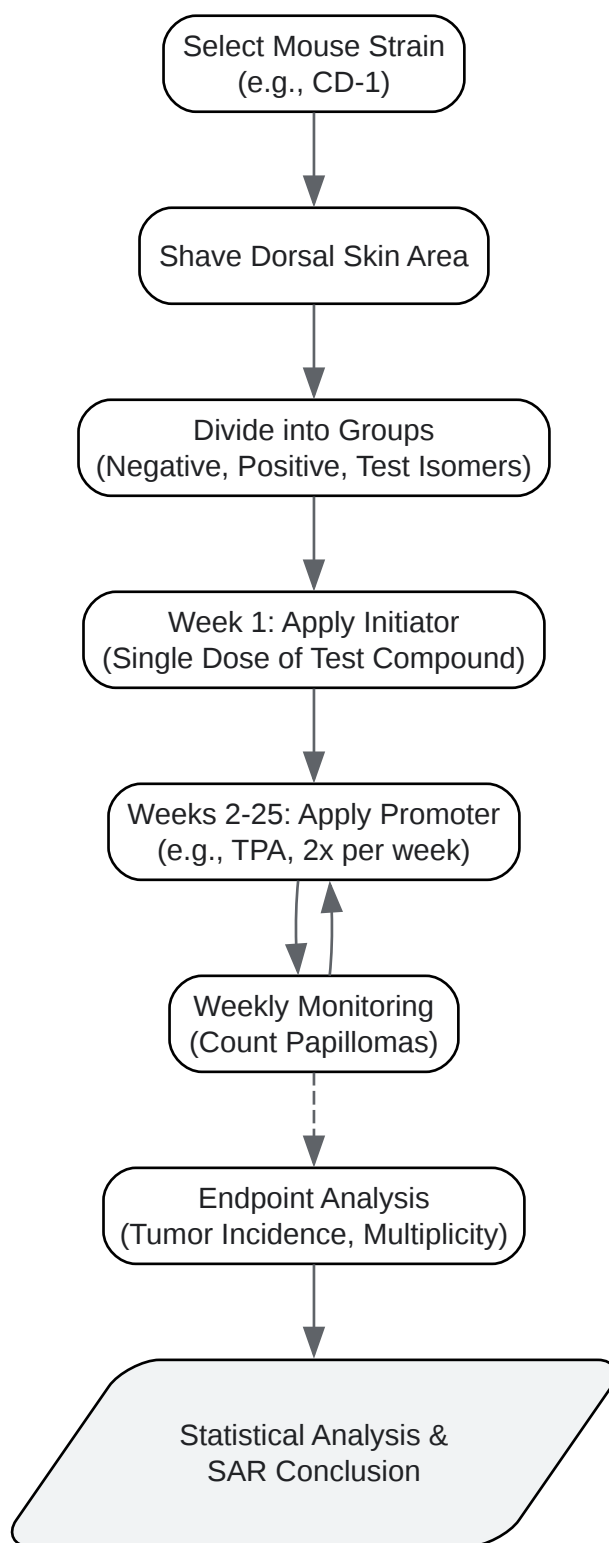 Select Mouse Strain
(e.g., CD-1)
Shave Dorsal Skin Area
Divide into Groups
(Negative, Positive, Test Isomers)
Week 1: Apply Initiator
(Single Dose of Test Compound)
Weeks 2-25: Apply Promoter
(e.g., TPA, 2x per week)
Weekly Monitoring
(Count Papillomas)
Endpoint Analysis
(Tumor Incidence, Multiplicity)
Statistical Analysis &
SAR Conclusion